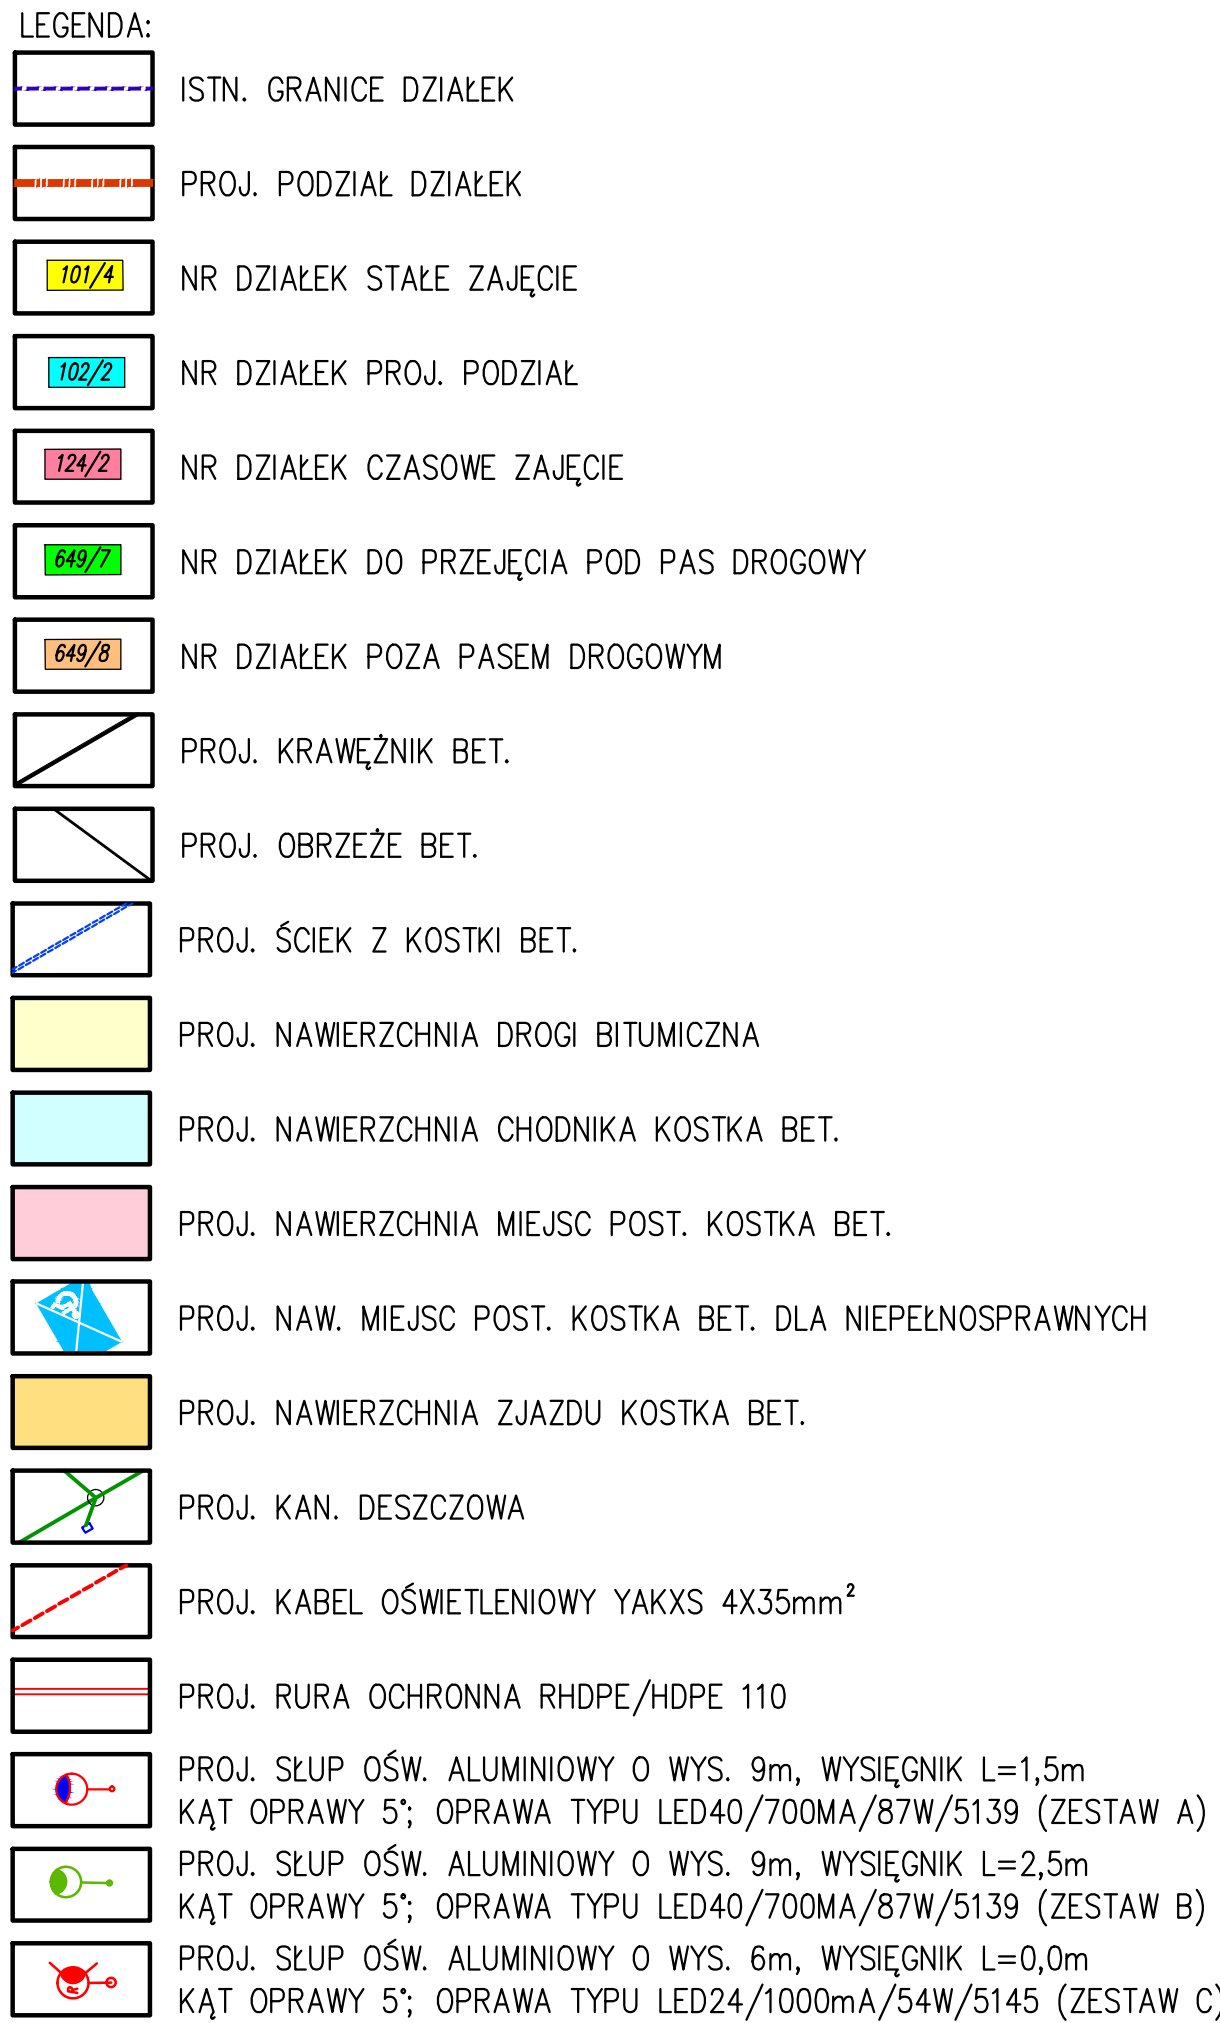 LEGENDA:
ISTN. GRANICE DZIAŁEK
PROJ. PODZIAŁ DZIAŁEK
101/4 NR DZIAŁEK STAŁE ZAJĘCIE
102/2 NR DZIAŁEK PROJ. PODZIAŁ
124/2 NR DZIAŁEK CZASOWE ZAJĘCIE
649/7 NR DZIAŁEK DO PRZEJĘCIA POD PAS DROGOWY
649/8 NR DZIAŁEK POZA PASEM DROGOWYM
PROJ. KRAWĘŻNIK BET.
PROJ. OBRZEŻE BET.
PROJ. ŚCIEK Z KOSTKI BET.
PROJ. NAWIERZCHNIA DROGI BITUMICZNA
PROJ. NAWIERZCHNIA CHODNIKA KOSTKA BET.
PROJ. NAWIERZCHNIA MIEJSC POST. KOSTKA BET.
PROJ. NAW. MIEJSC POST. KOSTKA BET. DLA NIEPEŁNOSPRAWNYCH
PROJ. NAWIERZCHNIA ZJAZDU KOSTKA BET.
PROJ. KAN. DESZCZOWA
PROJ. KABEL OŚWIETLENIOWY YAKXS 4X35mm²
PROJ. RURA OCHRONNA RHDPE/HDPE 110
PROJ. SŁUP OŚW. ALUMINIOWY O WYS. 9m, WYSIĘGNIK L=1,5m
KĄT OPRAWY 5°; OPRAWA TYPU LED40/700MA/87W/5139 (ZESTAW A)
PROJ. SŁUP OŚW. ALUMINIOWY O WYS. 9m, WYSIĘGNIK L=2,5m
KĄT OPRAWY 5°; OPRAWA TYPU LED40/700MA/87W/5139 (ZESTAW B)
R PROJ. SŁUP OŚW. ALUMINIOWY O WYS. 6m, WYSIĘGNIK L=0,0m
KĄT OPRAWY 5°; OPRAWA TYPU LED24/1000mA/54W/5145 (ZESTAW C)